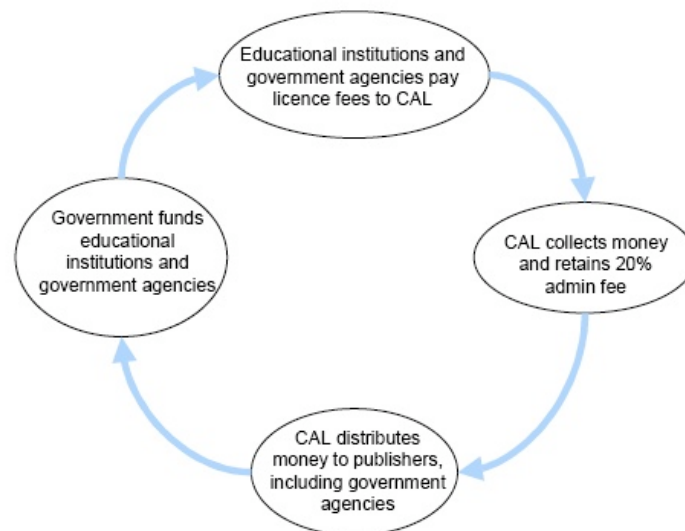 Educational institutions and
government agencies pay
licence fees to CAL
CAL collects money
and retains 20%
admin fee
CAL distributes
money to publishers,
including government
agencies
Government funds
educational
institutions and
government agencies